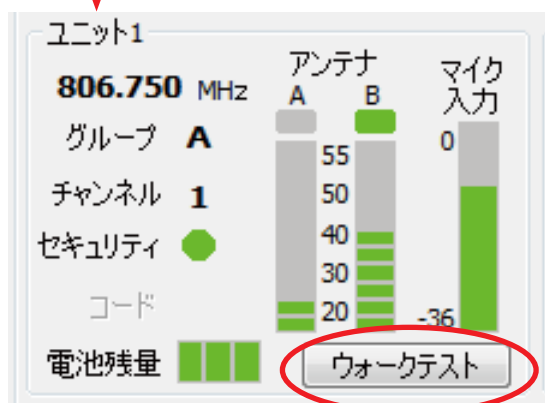 ユニット1
806.750 MHz
グループ A
チャンネル 1
セキュリティ
コード
電池残量
アンテナ
A B
55
50
40
30
20
マイク
入力
0
-36
ウォークテスト